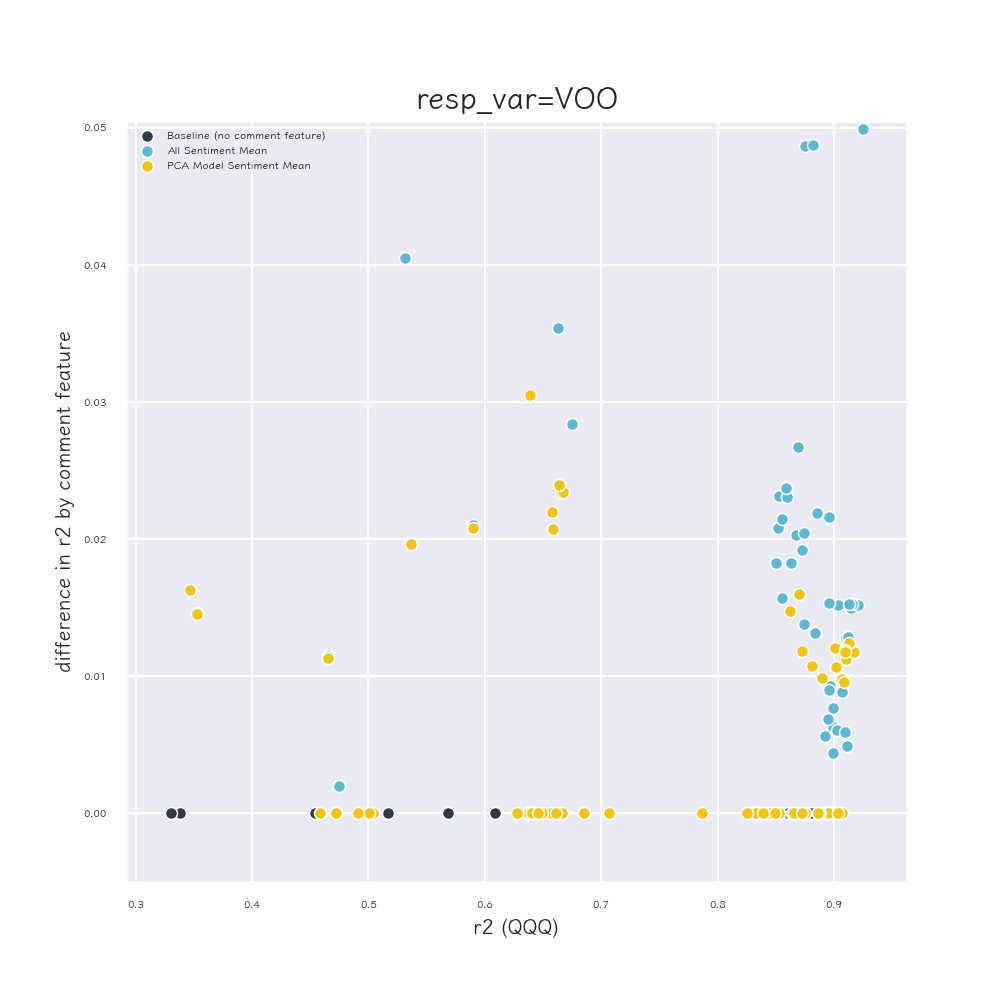 resp_var=VOO
Baseline (no comment feature)
All Sentiment Mean
PCA Model Sentiment Mean
0.05
0.04
0.03
0.02
0.01
0.00
difference in r2 by comment feature
0.3
0.4
0.5
0.6
0.7
0.8
0.9
r2 (QQQ)